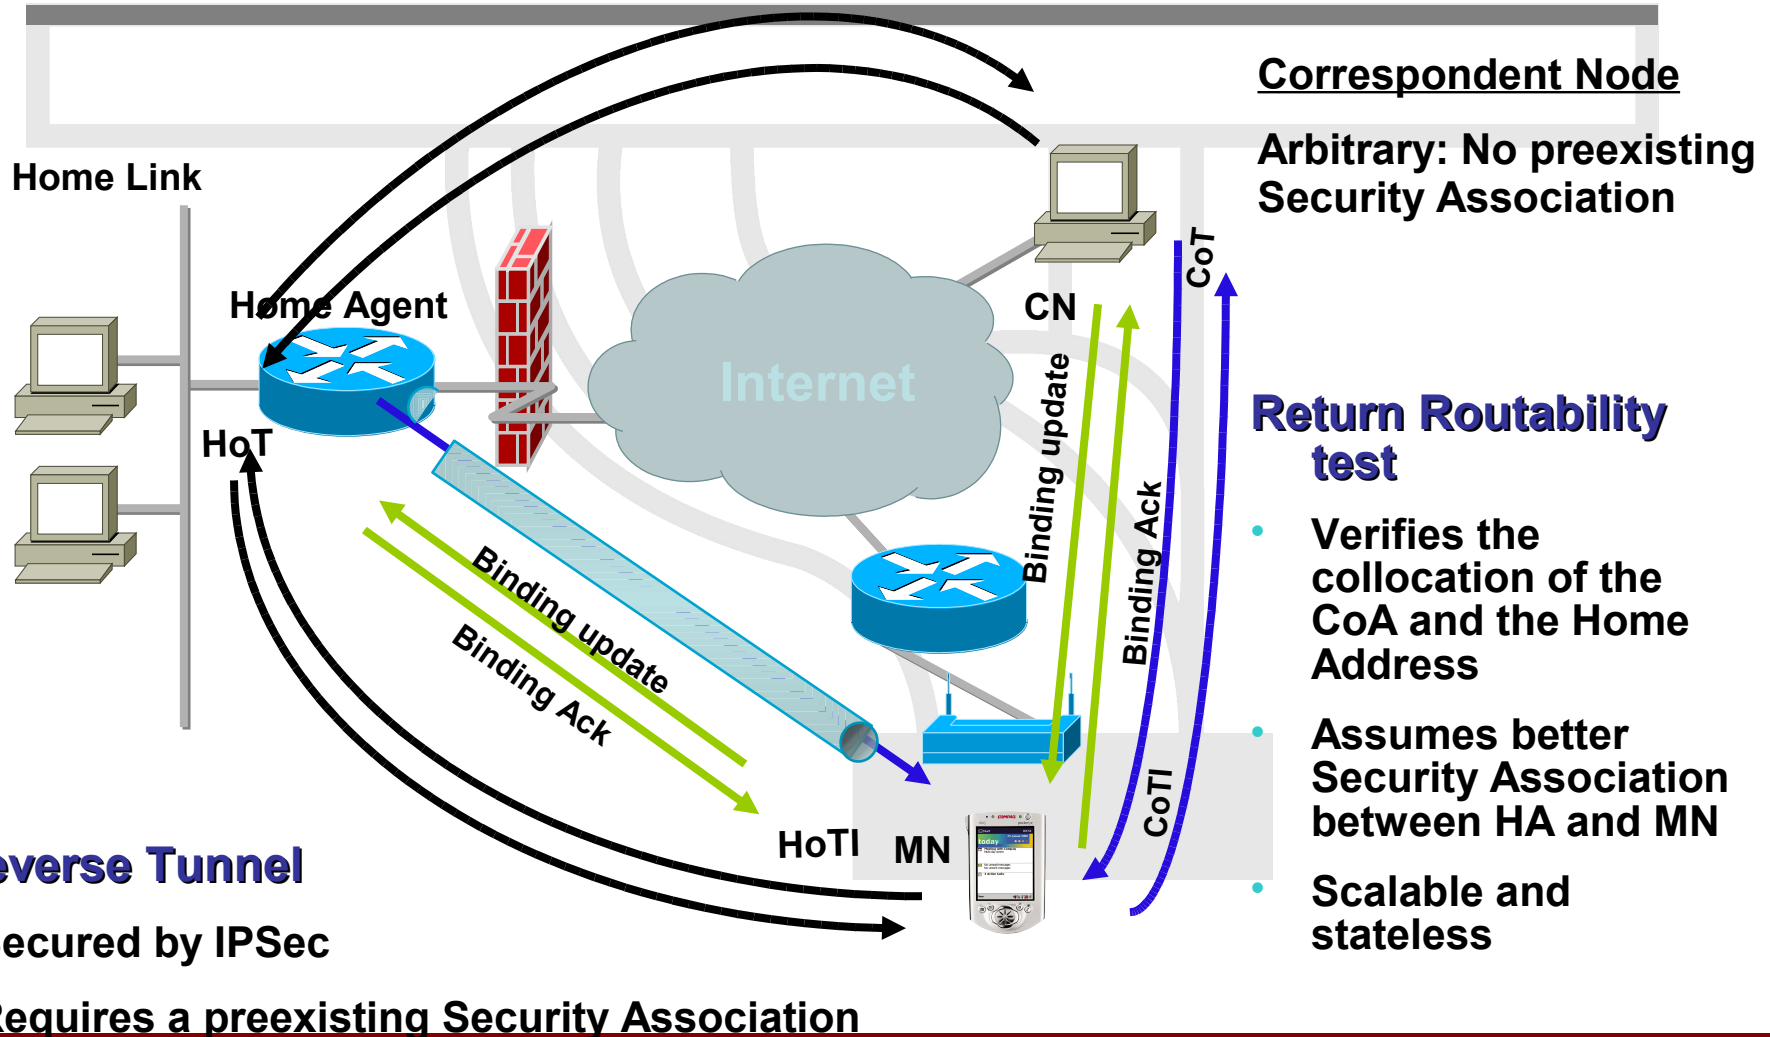 Correspondent Node
Arbitrary: No preexisting
Security Association
Home Link
Home Agent
CN
CoT
Internet
HoT
Binding update
Binding Ack
Binding update
Binding Ack
CoTI
HoTI
MN
today
Return Routability
test
• Verifies the
collocation of the
CoA and the Home
Address
• Assumes better
Security Association
between HA and MN
• Scalable and
stateless
everse Tunnel
ecured by IPSec
Requires a preexisting Security Association